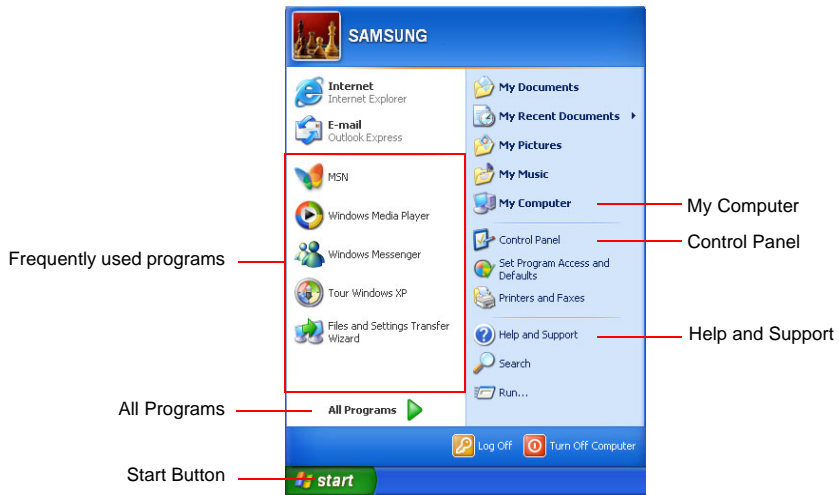 SAMSUNG
Internet
Internet Explorer
E-mail
Outlook Express
MSN
Windows Media Player
Windows Messenger
Tour Windows XP
Files and Settings Transfer
Wizard
All Programs
My Documents
My Recent Documents
My Pictures
My Music
My Computer
Control Panel
Set Program Access and
Defaults
Printers and Faxes
Help and Support
Search
Run...
Log Off
Turn Off Computer
start
Frequently used programs
All Programs
Start Button
My Computer
Control Panel
Help and Support